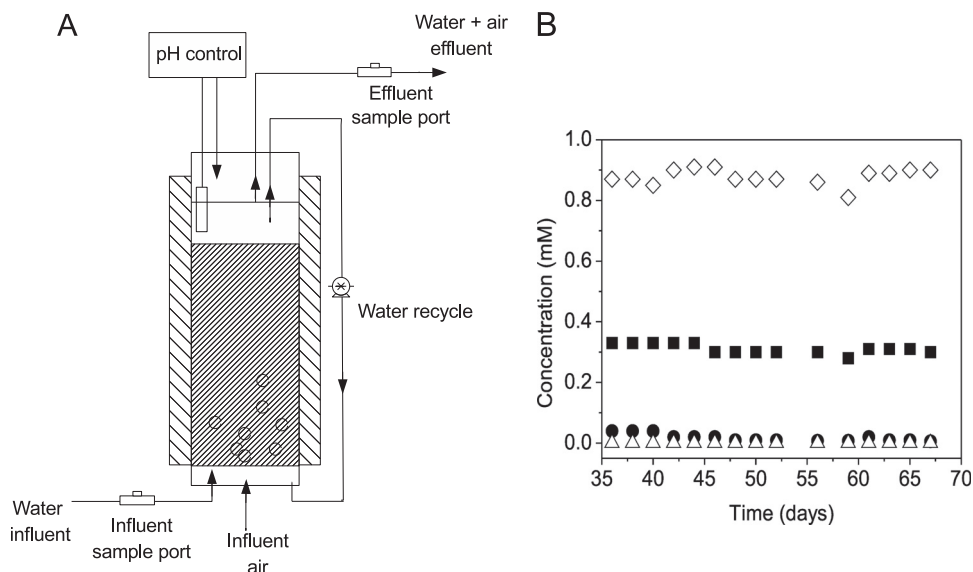 A
pH control
Water + air
effluent
Effluent
sample port
Water recycle
Water
influent
Influent
sample port
Influent
air
B
Concentration (mM)
1.0
0.8
0.6
0.4
0.2
0.0
35 40 45 50 55 60 65 70
Time (days)